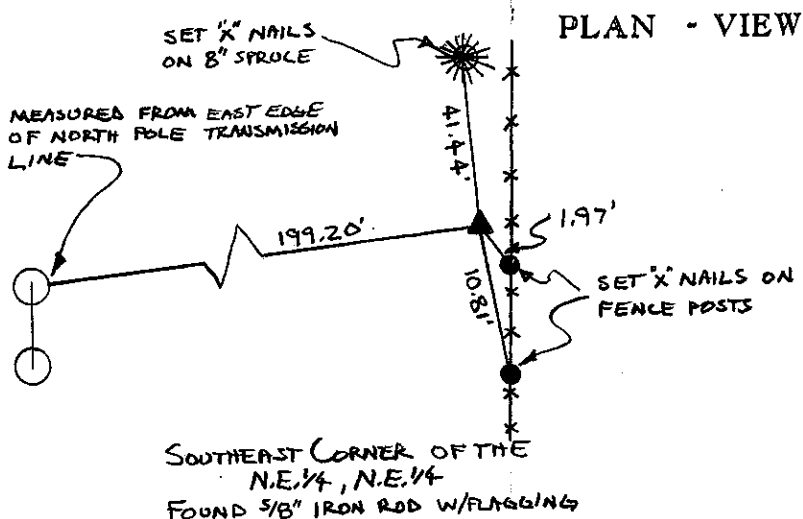 PLAN - VIEW
SET "X" NAILS
ON 8" SPRUCE
MEASURED FROM EAST EDGE
OF NORTH POLE TRANSMISSION
LINE
41.44'
199.20'
1.97'
10.81'
SET "X" NAILS ON
FENCE POSTS
SOUTHEAST CORNER OF THE
N.E.1/4, N.E.1/4
FOUND 5/8" IRON ROD W/FLAGGING